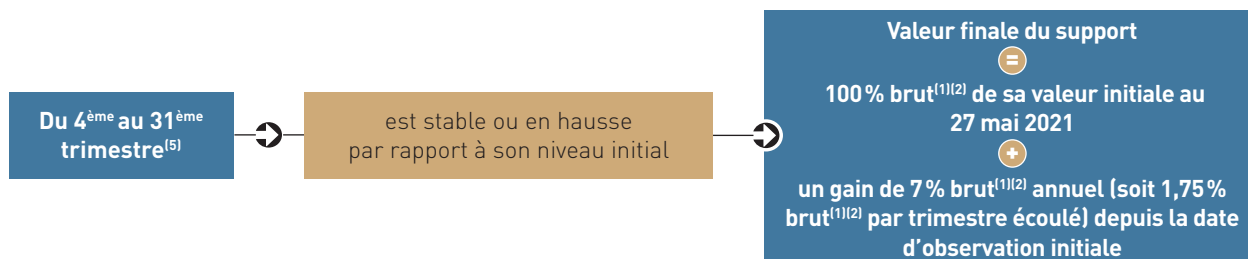 Du 4ème au 31ème
trimestre(5)
est stable ou en hausse
par rapport à son niveau initial
Valeur finale du support
=
100 % brut(1)(2) de sa valeur initiale au
27 mai 2021
+
un gain de 7 % brut(1)(2) annuel (soit 1,75 %
brut(1)(2) par trimestre écoulé) depuis la date
d’observation initiale